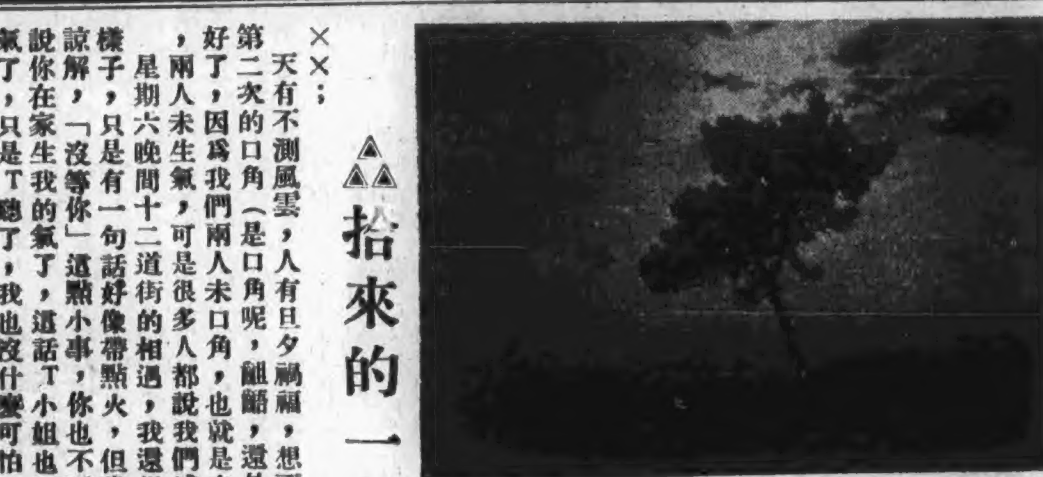 拾來的一
××；
天有不測風雲，人有旦夕禍福，想
第二次的口角（是口角呢，齟齬，還
好了，因爲我們兩人未口角，也就是
，兩人未生氣，可是很多人都說我們
星期六晚間十二道街的相遇，我還
樣子，只是有一句話好像帶點火，但
諒解，「沒等你」這點小事，你也不
說你在家生我的氣了，這話T小姐也
氣了，只是T聽了，我也沒什麼可怕